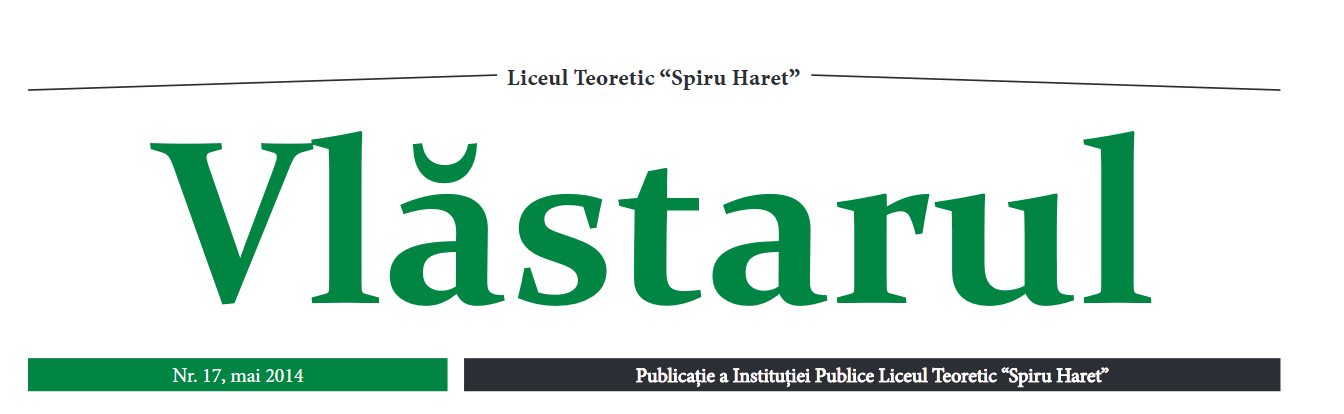 Liceul Teoretic “Spiru Haret”
Vlăstarul
Nr. 17, mai 2014
Publicație a Instituției Publice Liceul Teoretic “Spiru Haret”